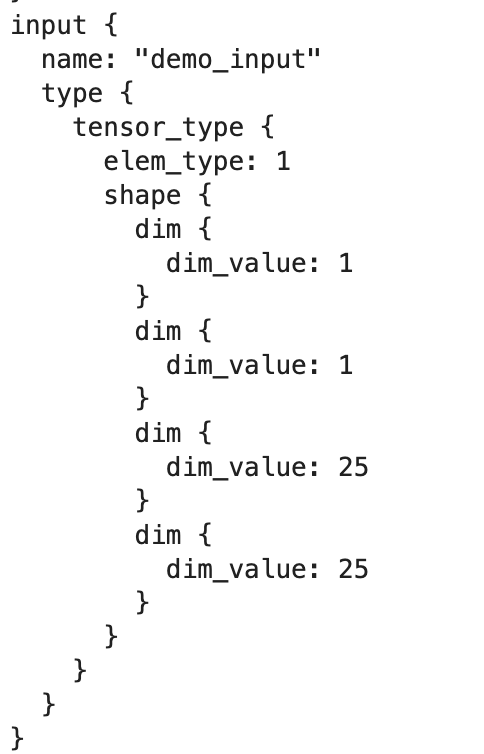 input {
  name: "demo_input"
  type {
    tensor_type {
      elem_type: 1
      shape {
        dim {
          dim_value: 1
        }
        dim {
          dim_value: 1
        }
        dim {
          dim_value: 25
        }
        dim {
          dim_value: 25
        }
      }
    }
  }
}